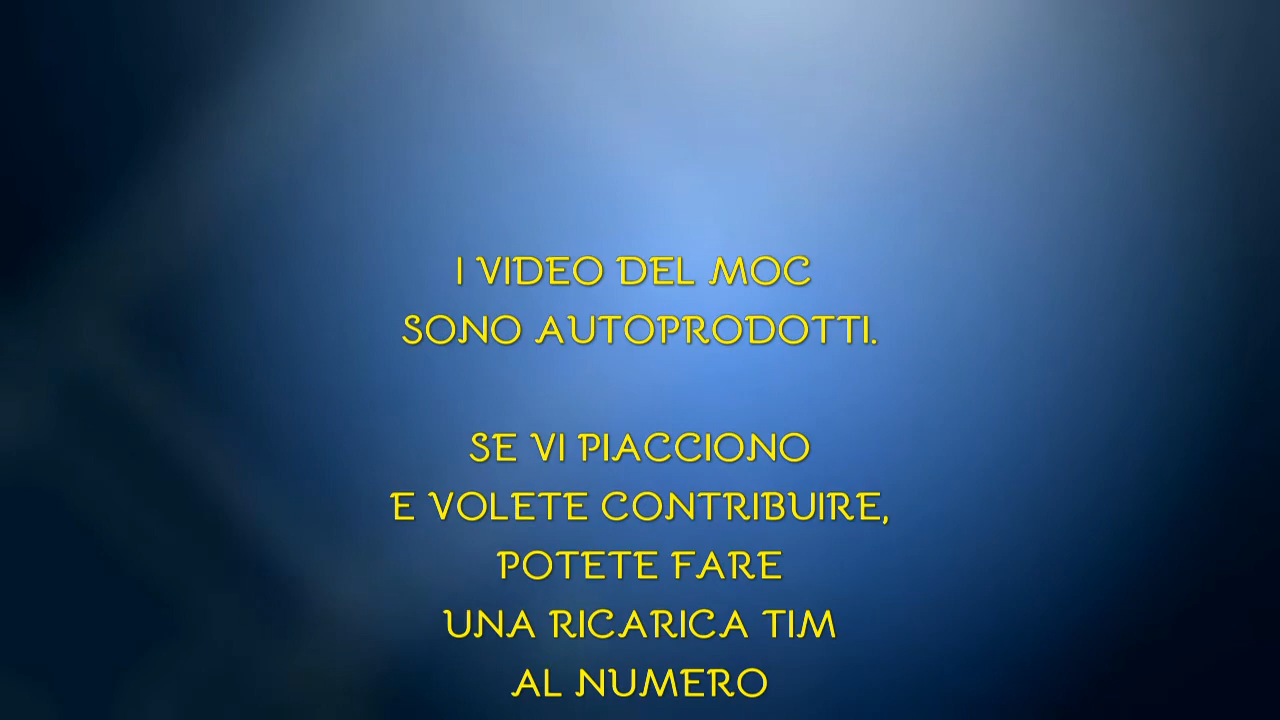 I VIDEO DEL MOC
SONO AUTOPRODOTTI.
SE VI PIACCIONO
E VOLETE CONTRIBUIRE,
POTETE FARE
UNA RICARICA TIM
AL NUMERO